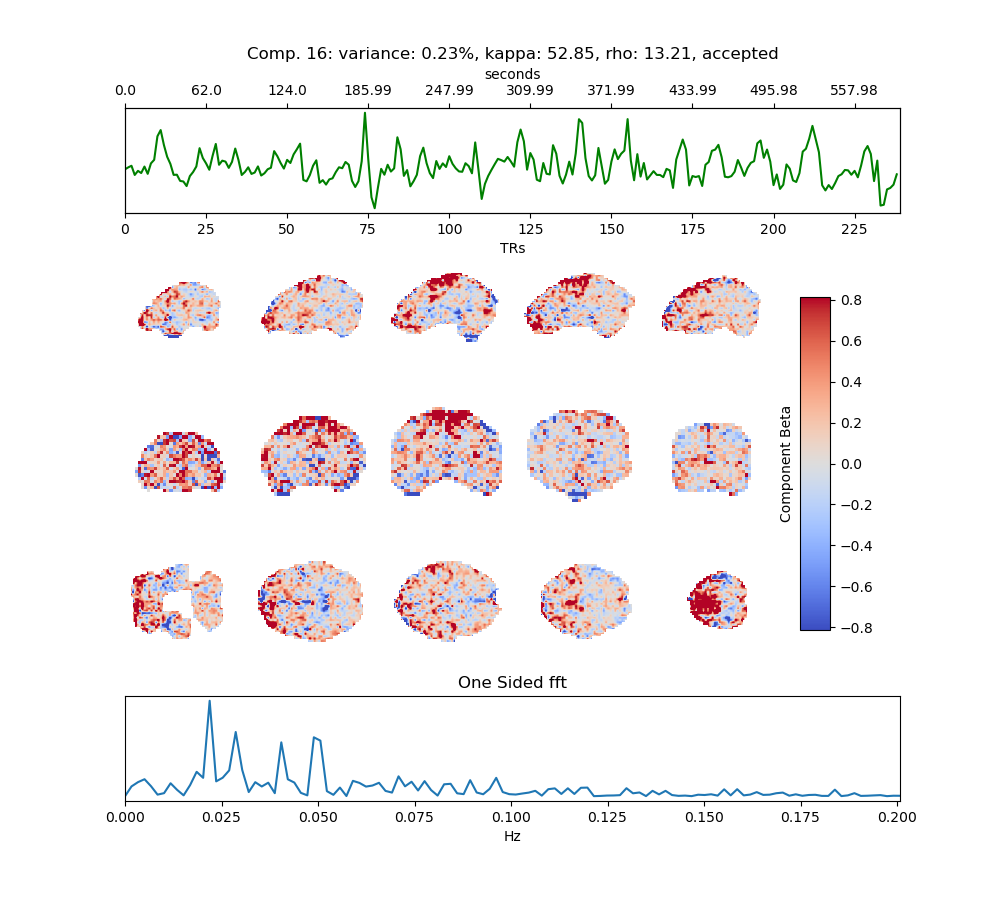 Comp. 16: variance: 0.23%, kappa: 52.85, rho: 13.21, accepted
seconds
0.0 62.0 124.0 185.99 247.99 309.99 371.99 433.99 495.98 557.98
0 25 50 75 100 125 150 175 200 225
TRs
0.8
0.6
0.4
0.2
0.0
−0.2
−0.4
−0.6
−0.8
Component Beta
One Sided fft
0.000 0.025 0.050 0.075 0.100 0.125 0.150 0.175 0.200
Hz